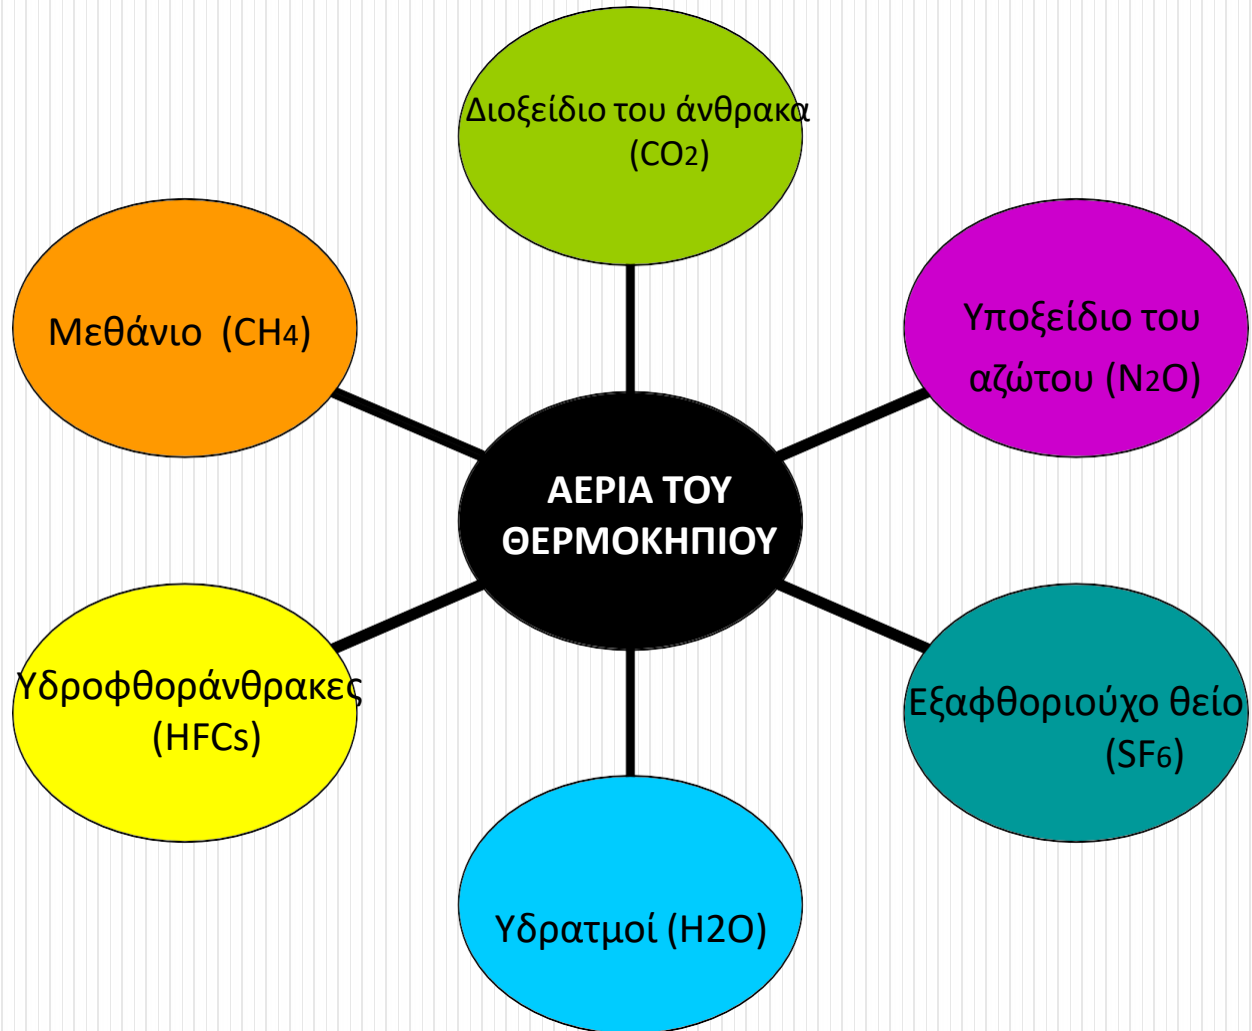 Διοξείδιο του άνθρακα
(CO2)
Μεθάνιο (CH4)
Υποξείδιο του
αζώτου (N2O)
ΑΕΡΙΑ ΤΟΥ
ΘΕΡΜΟΚΗΠΙΟΥ
Υδροφθοράνθρακες
(HFCs)
Εξαφθοριούχο θείο
(SF6)
Υδρατμοί (H2O)